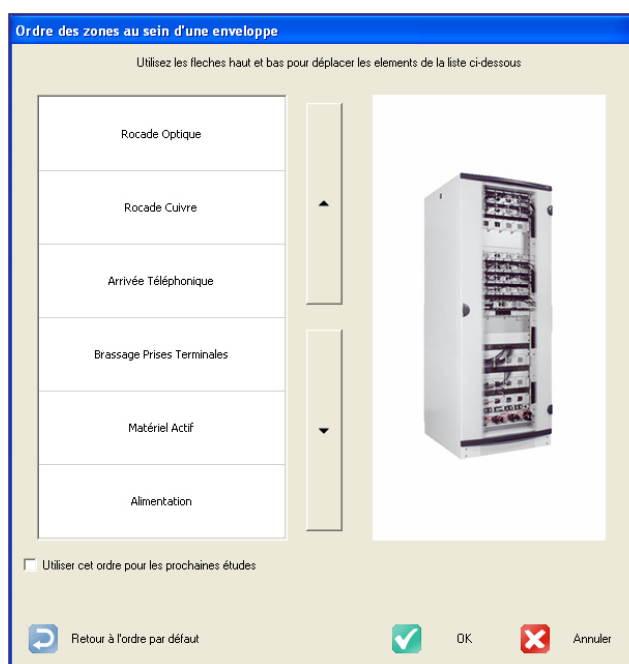 Ordre des zones au sein d'une enveloppe
Utilisez les fleches haut et bas pour déplacer les elements de la liste ci-dessous
Rocade Optique
Rocade Cuivre
Arrivée Téléphonique
Brassage Prises Terminales
Matériel Actif
Alimentation
Utiliser cet ordre pour les prochaines études
Retour à l'ordre par défaut
OK
Annuler